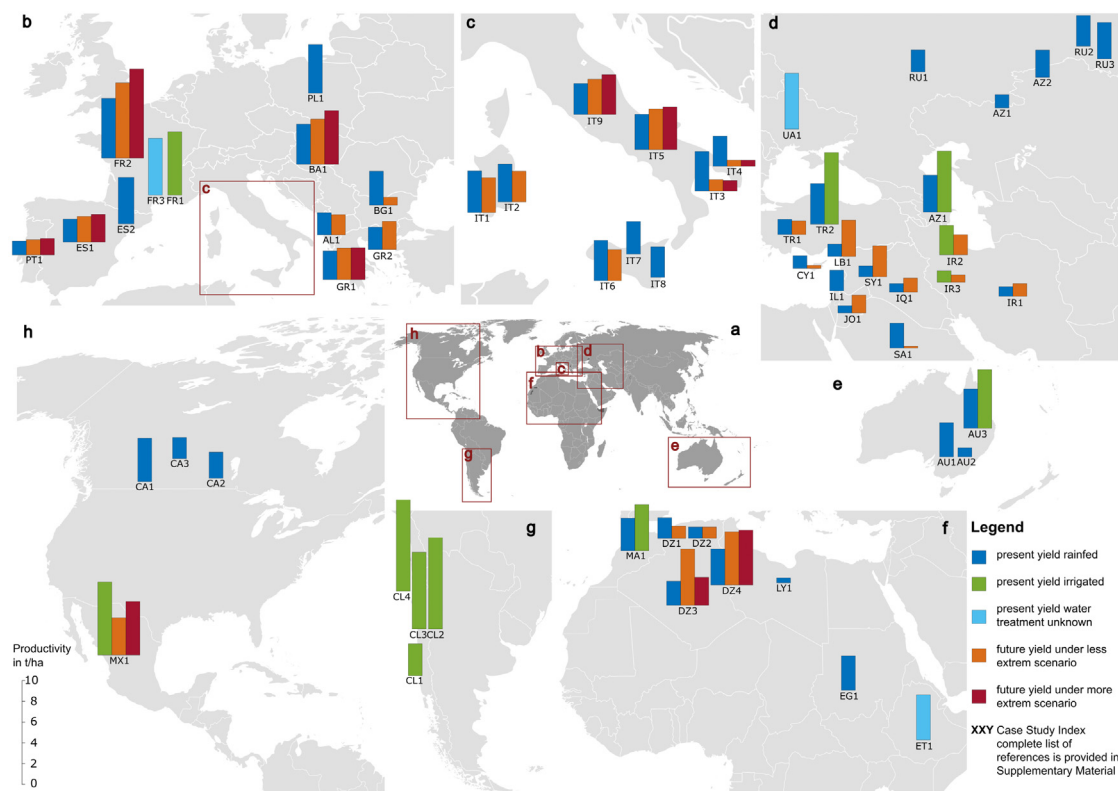 b
PL1
FR2
BA1
FR3 FR1
c
BG1
ES2
ES1
AL1
GR2
PT1
GR1
c
IT9
IT5
IT4
IT3
IT1
IT2
IT7
IT6
IT8
d
RU2
RU3
RU1
AZ2
AZ1
UA1
AZ1
TR2
TR1
LB1
IR2
CY1
SY1
IL1
IQ1
IR3
IR1
JO1
SA1
h
CA3
CA1
CA2
MX1
Productivity
in t/ha
10
8
6
4
2
0
a
h
b
d
c
f
e
g
e
AU3
AU1 AU2
g
CL4
CL3 CL2
CL1
f
MA1
DZ1
DZ2
DZ3
DZ4
LY1
EG1
ET1
Legend
present yield rainfed
present yield irrigated
present yield water
treatment unknown
future yield under less
extrem scenario
future yield under more
extrem scenario
XXY Case Study Index
complete list of
references is provided in
Supplementary Material